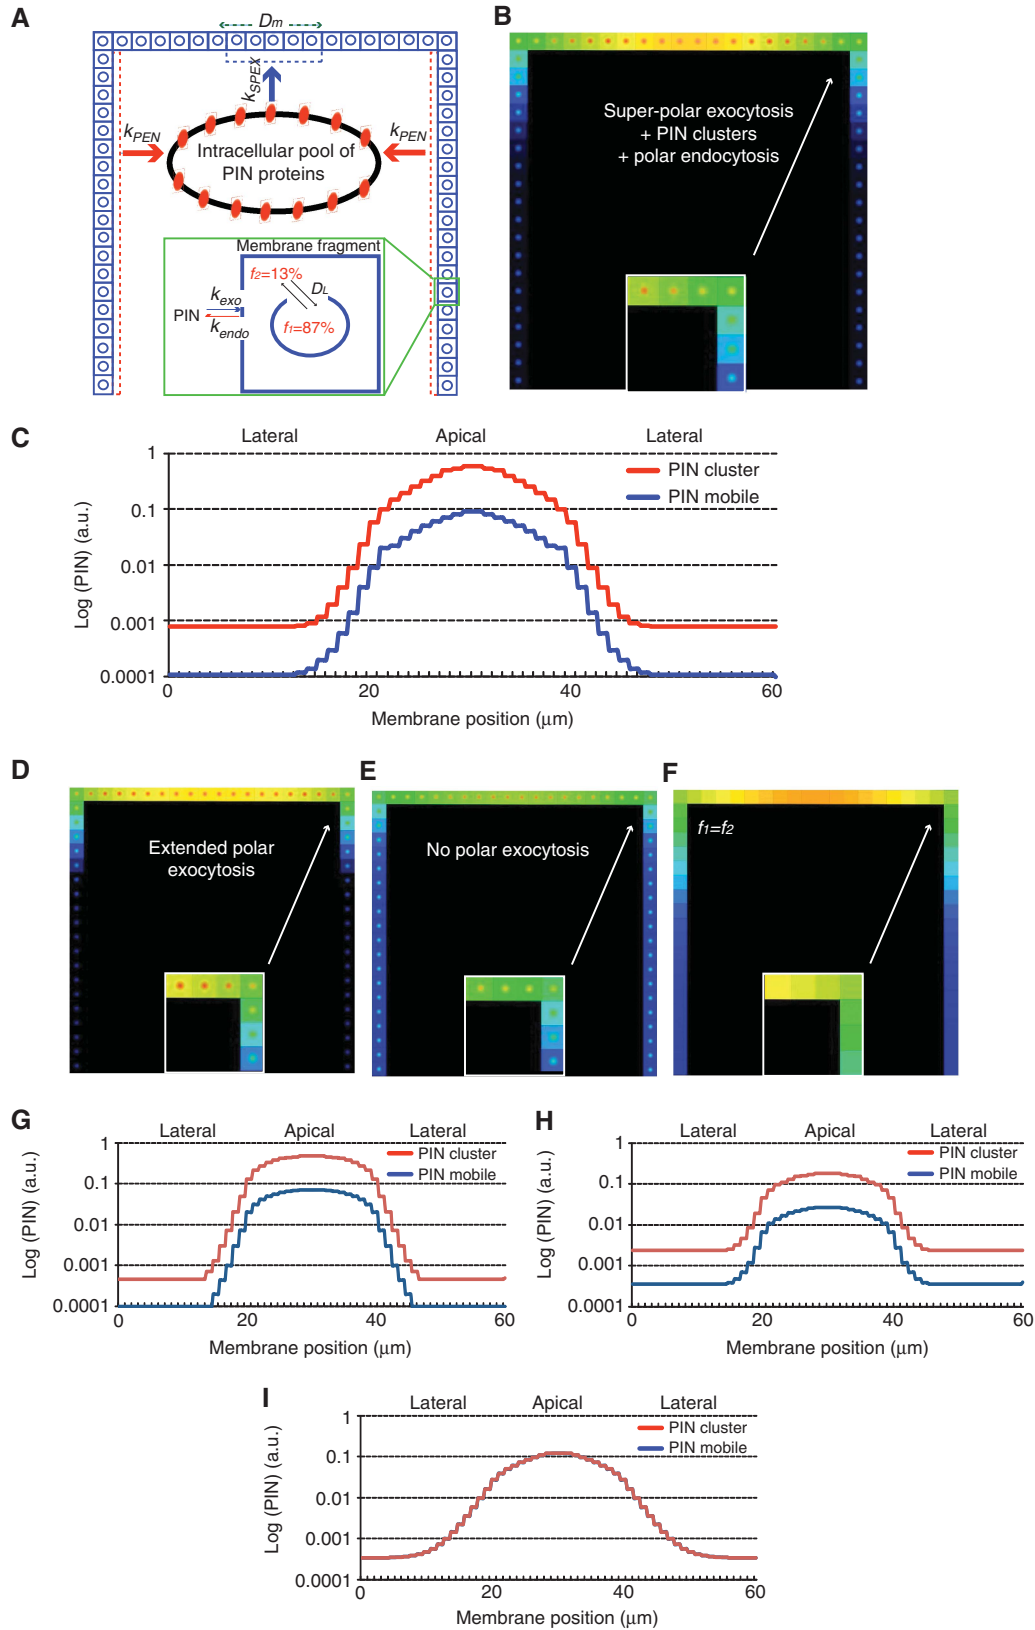 A
Dm
kSPEX
kPEN
kPEN
Intracellular pool of
PIN proteins
Membrane fragment
f2=13%
DL
kexo
PIN
kendo
f1=87%
B
Super-polar exocytosis
+ PIN clusters
+ polar endocytosis
C
Lateral Apical Lateral
PIN cluster
PIN mobile
Log (PIN) (a.u.)
1
0.1
0.01
0.001
0.0001
0 20 40 60
Membrane position (μm)
D
Extended polar
exocytosis
E
No polar exocytosis
F
f1=f2
G
Lateral Apical Lateral
PIN cluster
PIN mobile
Log (PIN) (a.u.)
1
0.1
0.01
0.001
0.0001
0 20 40 60
Membrane position (μm)
H
Lateral Apical Lateral
PIN cluster
PIN mobile
Log (PIN) (a.u.)
1
0.1
0.01
0.001
0.0001
0 20 40 60
Membrane position (μm)
I
Lateral Apical Lateral
PIN cluster
PIN mobile
Log (PIN) (a.u.)
1
0.1
0.01
0.001
0.0001
0 20 40 60
Membrane position (μm)